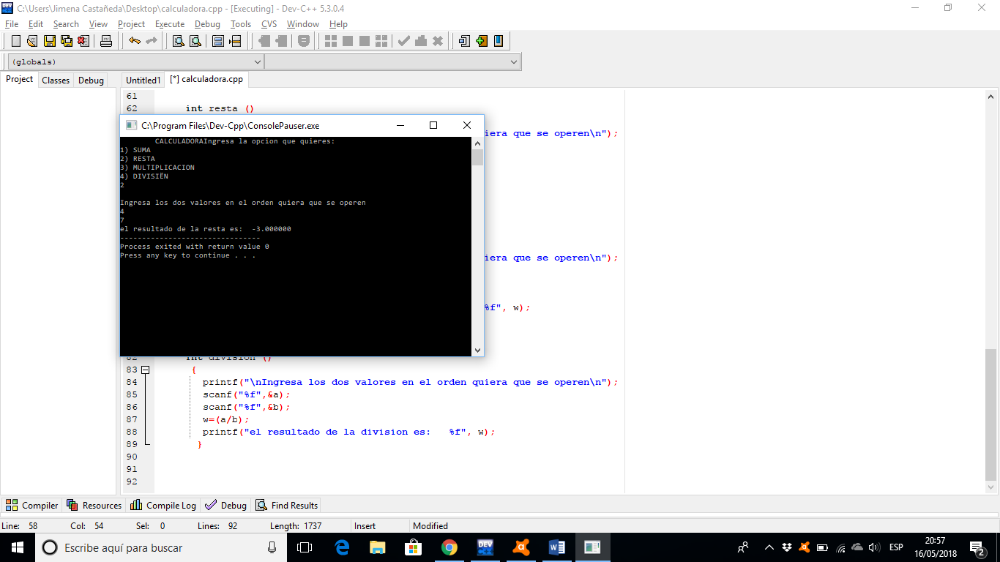 C:\Users\Jimena Castañeda\Desktop\calculadora.cpp - [Executing] - Dev-C++ 5.3.0.4
File Edit Search View Project Execute Debug Tools CVS Window Help
(globals)
Project Classes Debug Untitled1 [*] calculadora.cpp
61
62 int resta ()
C:\Program Files\Dev-Cpp\ConsolePauser.exe
iera que se operen\n");
CALCULADORAIngresa la opcion que quieres:
1) SUMA
2) RESTA
3) MULTIPLICACION
4) DIVISIËN
2
Ingresa los dos valores en el orden quiera que se operen
4
7
el resultado de la resta es:  -3.000000
--------------------------------
Process exited with return value 0
Press any key to continue . . .
iera que se operen\n");
%f", w);
82 int division ()
83 {
84 printf("\nIngresa los dos valores en el orden quiera que se operen\n");
85 scanf("%f",&a);
86 scanf("%f",&b);
87 w=(a/b);
88 printf("el resultado de la division es:   %f", w);
89 }
90
91
92
Compiler Resources Compile Log Debug Find Results
Line: 58 Col: 54 Sel: 0 Lines: 92 Length: 1737 Insert Modified
Escribe aquí para buscar
DEV
ESP
20:57
16/05/2018
2